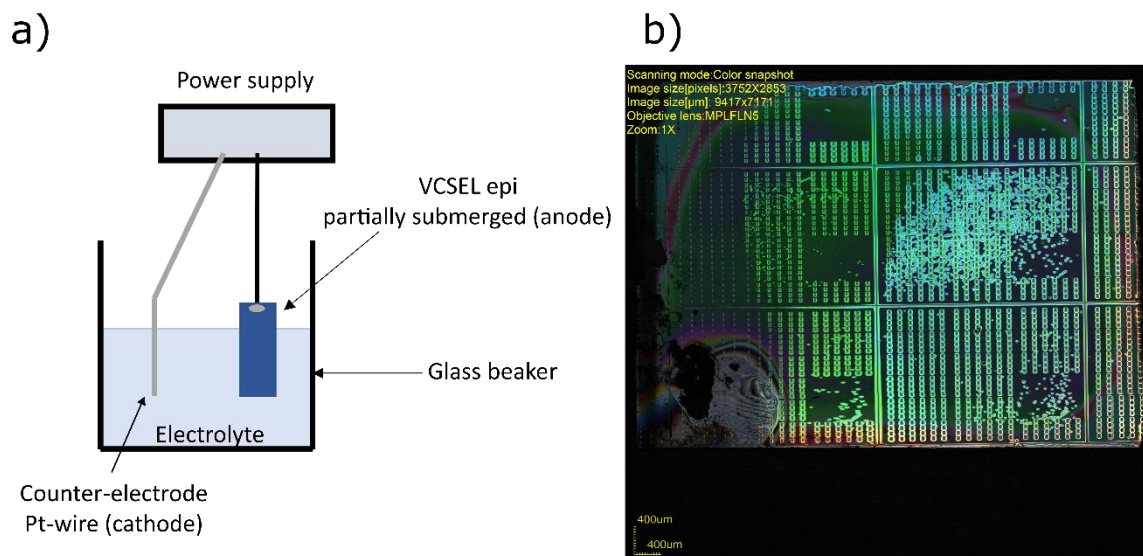 a)
Power supply
VCSEL epi
partially submerged (anode)
Glass beaker
Electrolyte
Counter-electrode
Pt-wire (cathode)
b)
Scanning mode:Color snapshot
Image size[pixels]:3752X2853
Image size[µm]: 9417x7171
Objective lens:MPLFLN5
Zoom:1X
400um
400um